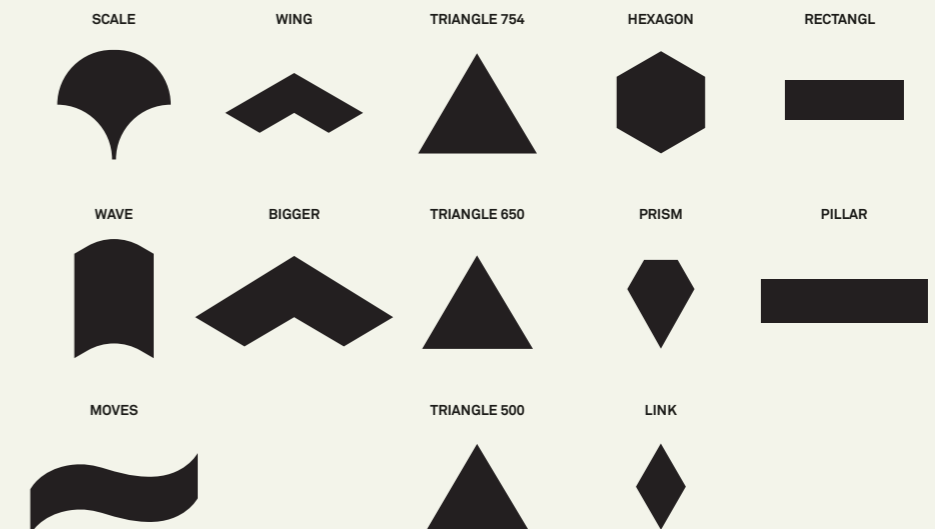 SCALE
WING
TRIANGLE 754
HEXAGON
RECTANGL
WAVE
BIGGER
TRIANGLE 650
PRISM
PILLAR
MOVES
TRIANGLE 500
LINK